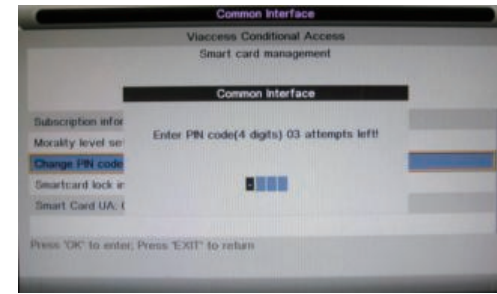 Common Interface
Viaccess Conditional Access
Smart card management
Common Interface
Subscription infor
Enter PIN code(4 digits) 03 attempts left!
Morality level se
Change PIN code
Smartcard lock in
Smart Card UA: (
Press 'OK' to enter; Press 'EXIT' to return